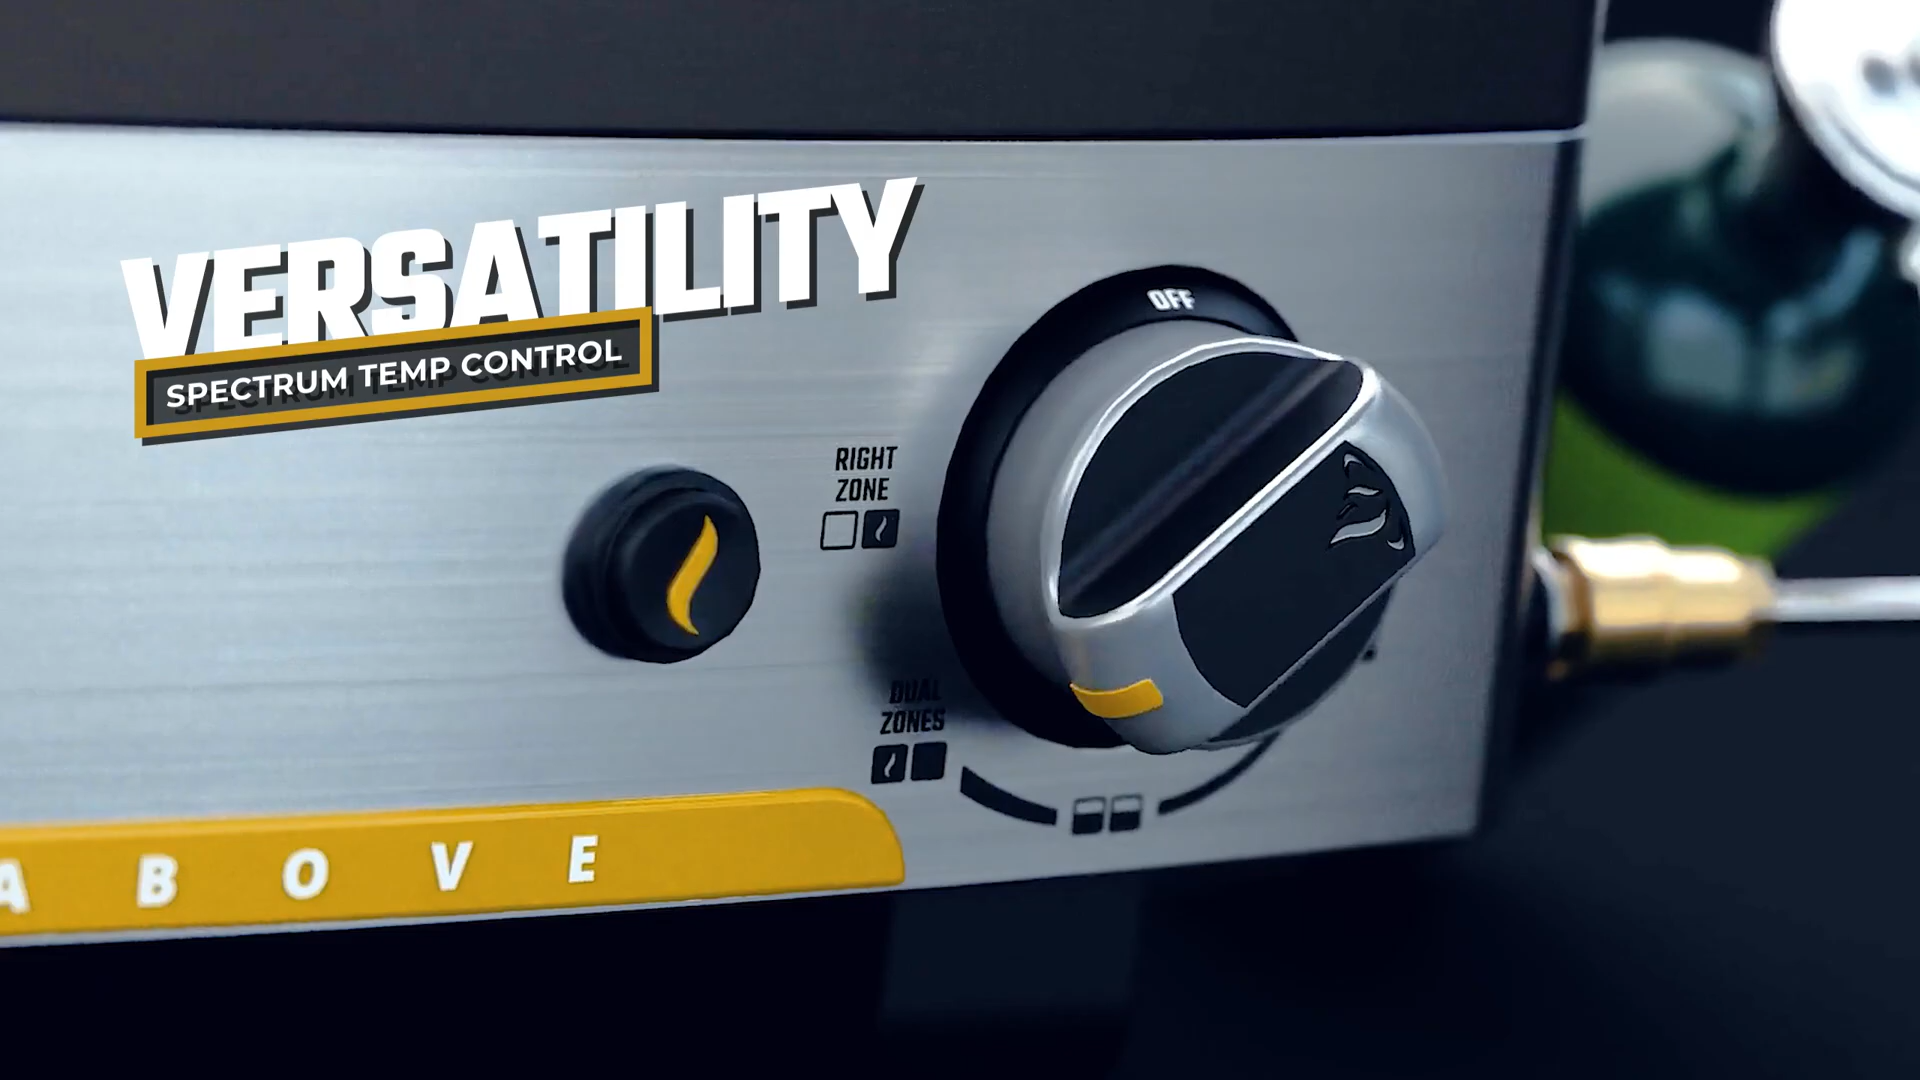 VERSATILITY
SPECTRUM TEMP CONTROL
OFF
RIGHT
ZONE
DUAL
ZONES
ABOVE